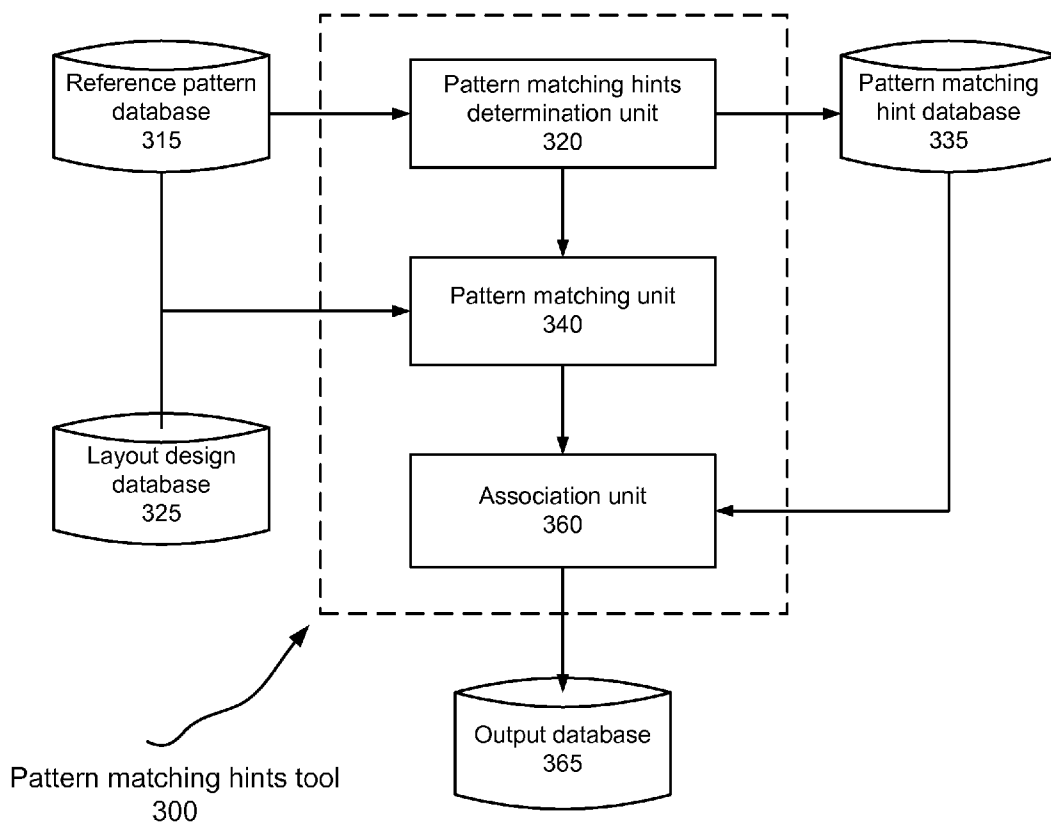 Reference pattern
database
315
Pattern matching hints
determination unit
320
Pattern matching
hint database
335
Pattern matching unit
340
Layout design
database
325
Association unit
360
Output database
365
Pattern matching hints tool
300